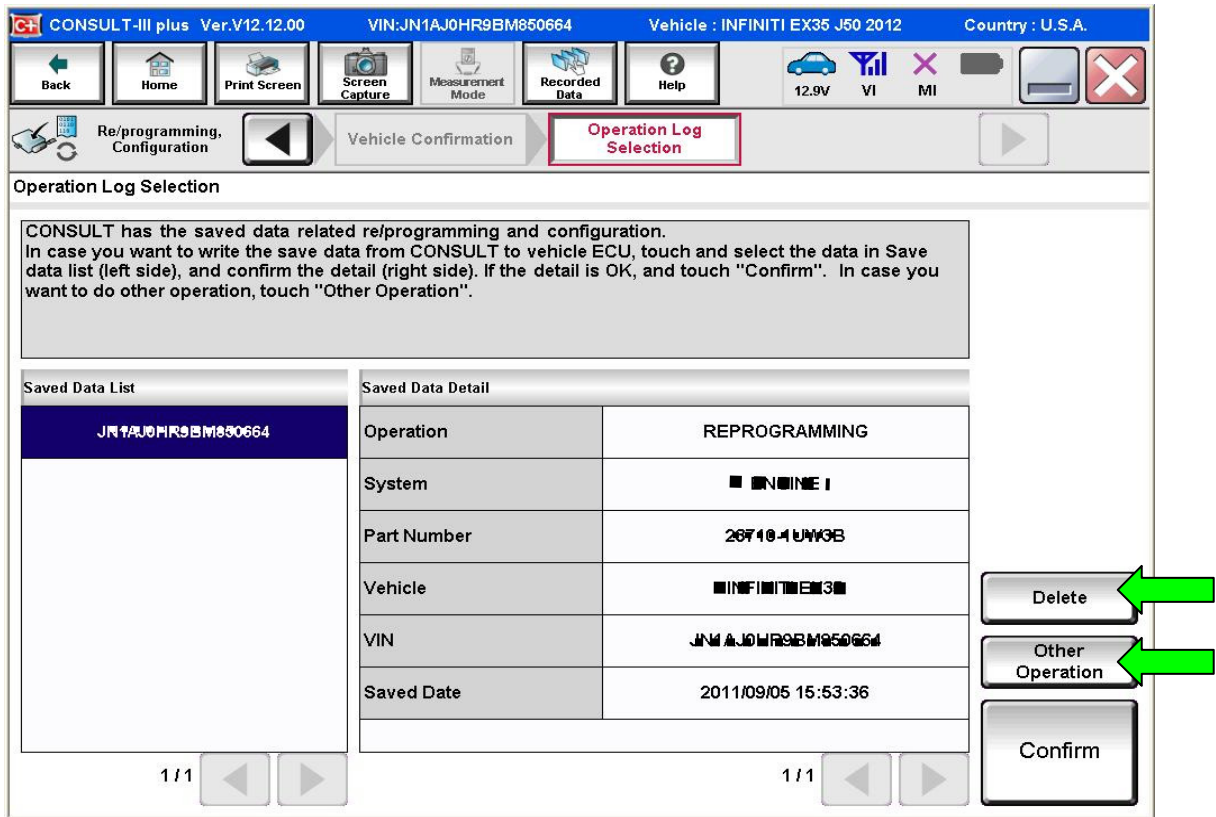 C+ CONSULT-III plus Ver.V12.12.00 VIN:JN1AJ0HR9BM850664 Vehicle : INFINITI EX35 J50 2012 Country : U.S.A.
Back
Home
Print Screen
Screen
Capture
Measurement
Mode
Recorded
Data
Help
12.9V
VI
MI
Re/programming,
Configuration
Vehicle Confirmation
Operation Log
Selection
Operation Log Selection
CONSULT has the saved data related re/programming and configuration.
In case you want to write the save data from CONSULT to vehicle ECU, touch and select the data in Save
data list (left side), and confirm the detail (right side). If the detail is OK, and touch "Confirm". In case you
want to do other operation, touch "Other Operation".
Saved Data List
JN1AJ0HR9BM850664
Saved Data Detail
Operation REPROGRAMMING
System
Part Number
Vehicle
VIN JN1AJ0HR9BM850664
Saved Date 2011/09/05 15:53:36
Delete
Other
Operation
Confirm
1/1
1/1